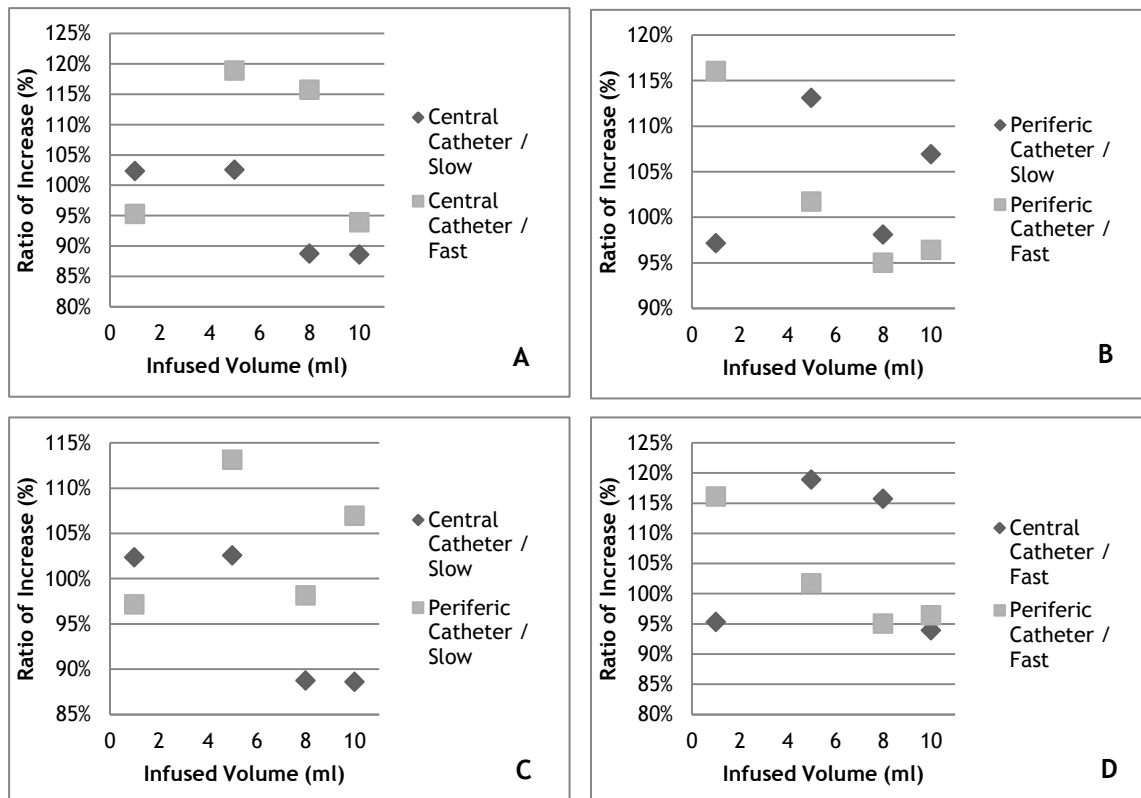 125%
120%
115%
110%
105%
100%
95%
90%
85%
80%
Ratio of Increase (%)
0 2 4 6 8 10
Infused Volume (ml)
Central
Catheter /
Slow
Central
Catheter /
Fast
A
120%
115%
110%
105%
100%
95%
90%
Ratio of Increase (%)
0 2 4 6 8 10
Infused Volume (ml)
Periferic
Catheter /
Slow
Periferic
Catheter /
Fast
B
115%
110%
105%
100%
95%
90%
85%
Ratio of Increase (%)
0 2 4 6 8 10
Infused Volume (ml)
Central
Catheter /
Slow
Periferic
Catheter /
Slow
C
125%
120%
115%
110%
105%
100%
95%
90%
85%
80%
Ratio of Increase (%)
0 2 4 6 8 10
Infused Volume (ml)
Central
Catheter /
Fast
Periferic
Catheter /
Fast
D